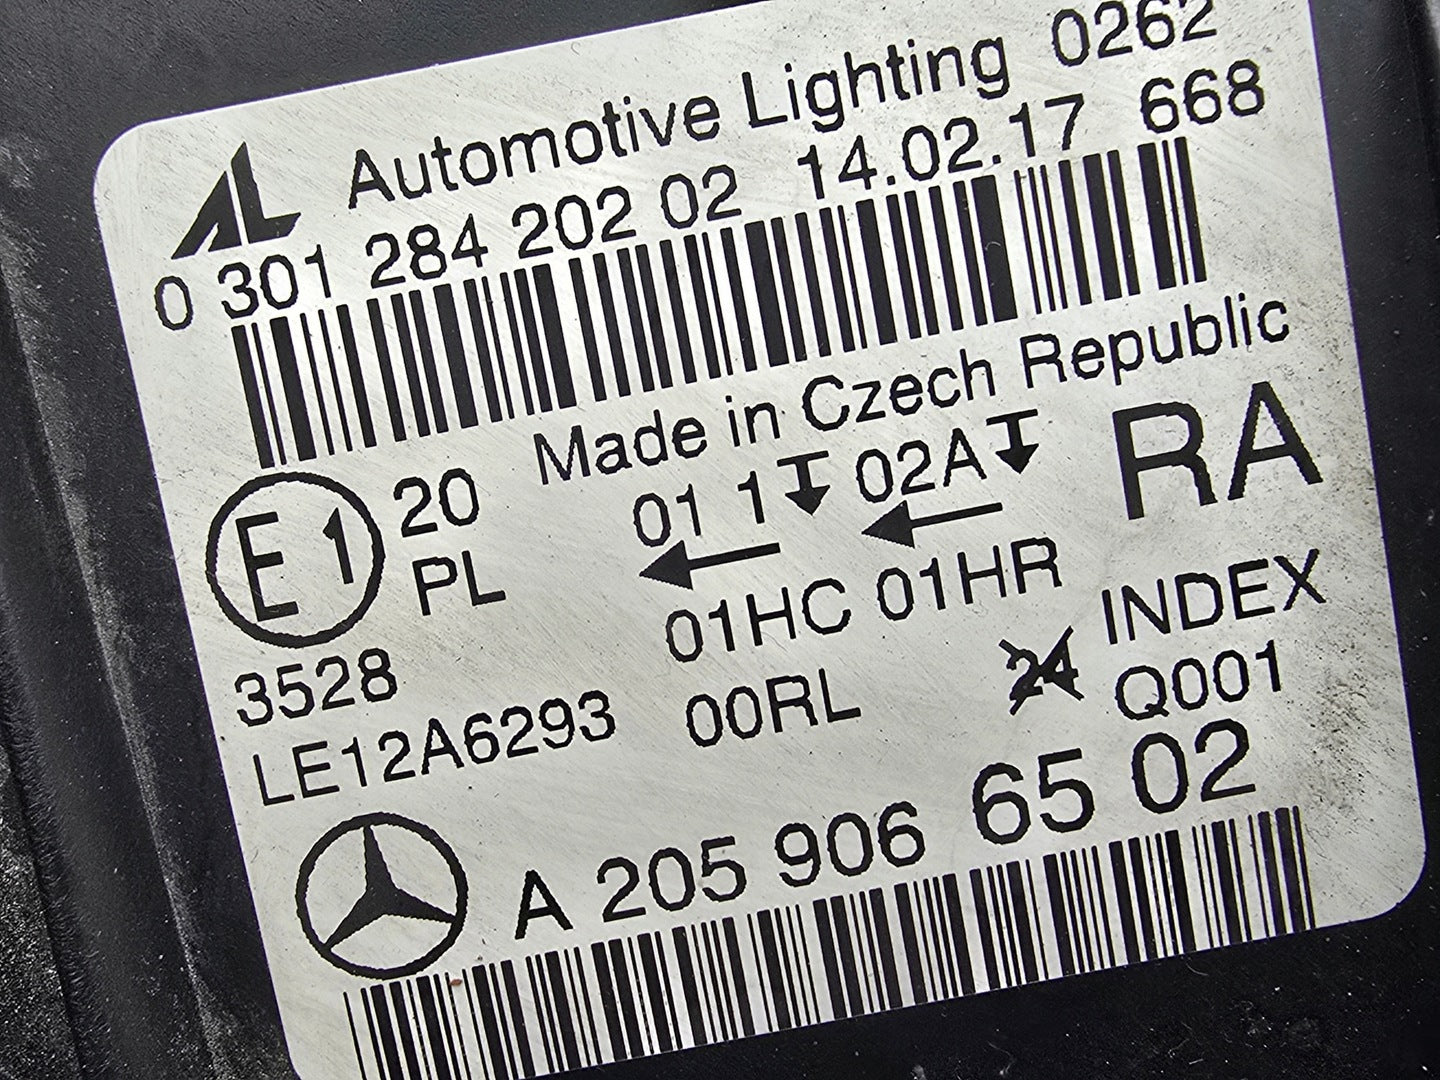 AL Automotive Lighting 0262
0 301 284 202 02 14.02.17 668
Made in Czech Republic
E1 20 01 1 02A RA
PL 01HC 01HR
3528 24 INDEX
LE12A6293 00RL Q001
A 205 906 65 02